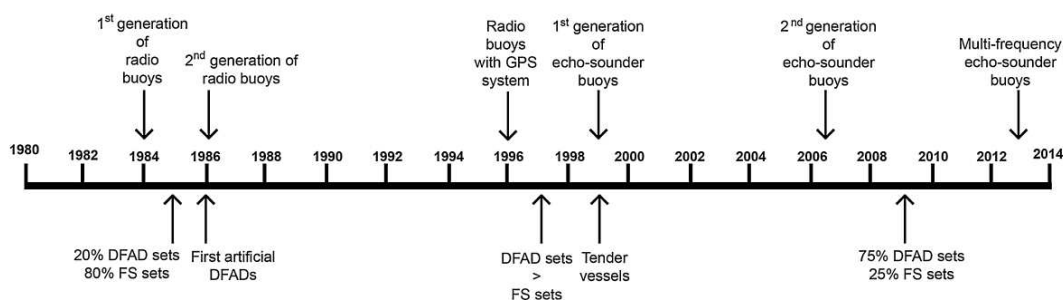 1st generation
of
radio
buoys
2nd generation of
radio buoys
Radio
buoys
with GPS
system
1st generation
of
echo-sounder
buoys
2nd generation
of
echo-sounder
buoys
Multi-frequency
echo-sounder
buoys
1980
1982
1984
1986
1988
1990
1992
1994
1996
1998
2000
2002
2004
2006
2008
2010
2012
2014
20% DFAD sets
80% FS sets
First artificial
DFADs
DFAD sets
>
FS sets
Tender
vessels
75% DFAD sets
25% FS sets